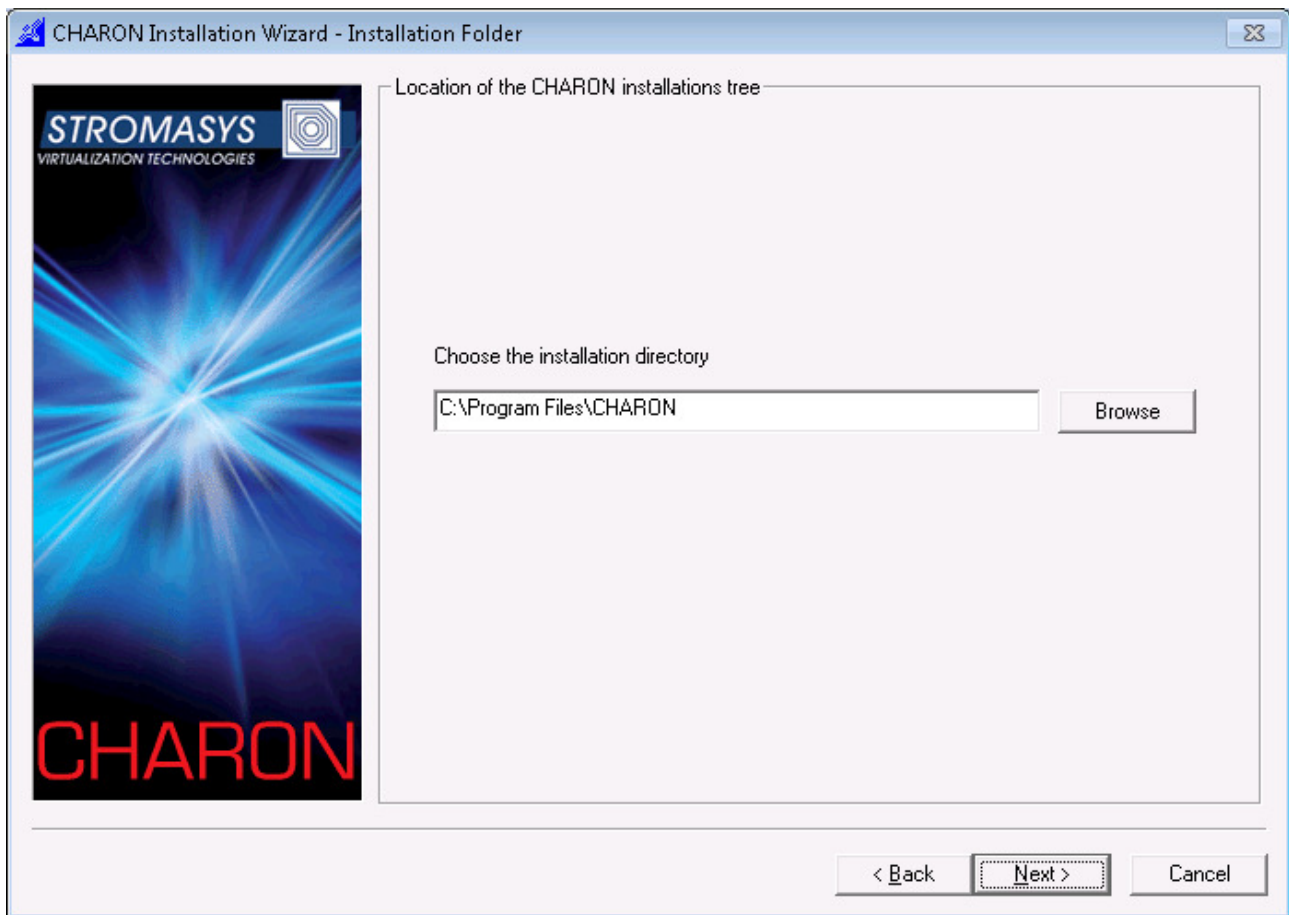 CHARON Installation Wizard - Installation Folder
STROMASYS
VIRTUALIZATION TECHNOLOGIES
CHARON
Location of the CHARON installations tree
Choose the installation directory
C:\Program Files\CHARON
Browse
< Back
Next >
Cancel